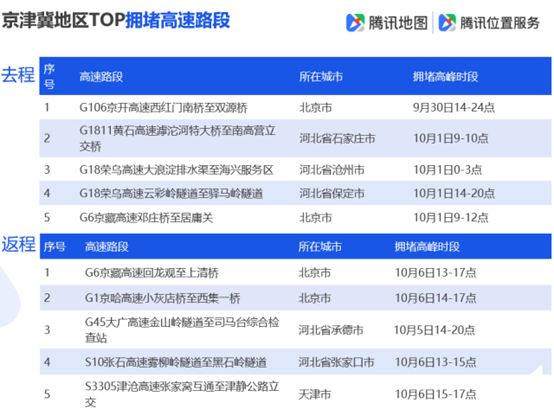 京津冀地区TOP拥堵高速路段
腾讯地图 腾讯位置服务
去程
序号 高速路段 所在城市 拥堵高峰时段
1 G106京开高速西红门南桥至双源桥 北京市 9月30日14-24点
2 G1811黄石高速滹沱河特大桥至南高营立交桥 河北省石家庄市 10月1日9-10点
3 G18荣乌高速大浪淀排水渠至海兴服务区 河北省沧州市 10月1日0-3点
4 G18荣乌高速云彩岭隧道至驿马岭隧道 河北省保定市 10月1日14-20点
5 G6京藏高速邓庄桥至居庸关 北京市 10月1日9-12点
返程
序号 高速路段 所在城市 拥堵高峰时段
1 G6京藏高速回龙观至上清桥 北京市 10月6日13-17点
2 G1京哈高速小灰店桥至西集一桥 北京市 10月6日14-17点
3 G45大广高速金山岭隧道至司马台综合检查站 河北省承德市 10月5日14-20点
4 S10张石高速雾柳岭隧道至黑石岭隧道 河北省张家口市 10月6日13-15点
5 S3305津沧高速张家窝互通至津静公路立交 天津市 10月6日15-17点